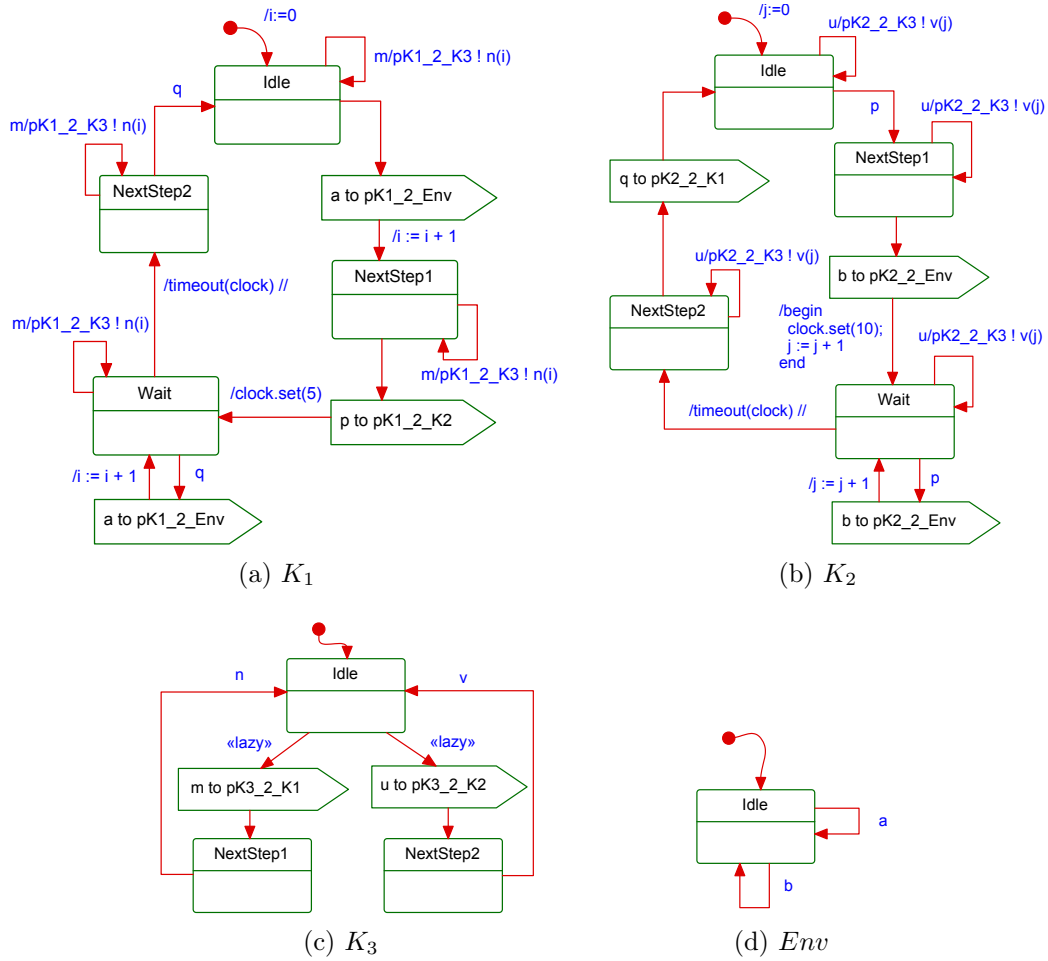 /i:=0
m/pK1_2_K3 ! n(i)
Idle
q
m/pK1_2_K3 ! n(i)
NextStep2
a to pK1_2_Env
/i := i + 1
NextStep1
/timeout(clock) //
m/pK1_2_K3 ! n(i)
m/pK1_2_K3 ! n(i)
Wait
/clock.set(5)
p to pK1_2_K2
/i := i + 1
q
a to pK1_2_Env
(a) K1
/j:=0
u/pK2_2_K3 ! v(j)
Idle
p
u/pK2_2_K3 ! v(j)
NextStep1
q to pK2_2_K1
u/pK2_2_K3 ! v(j)
b to pK2_2_Env
NextStep2
/begin
clock.set(10);
j := j + 1
end
u/pK2_2_K3 ! v(j)
Wait
/timeout(clock) //
/j := j + 1
p
b to pK2_2_Env
(b) K2
Idle
n
v
«lazy»
«lazy»
m to pK3_2_K1
u to pK3_2_K2
NextStep1
NextStep2
(c) K3
Idle
a
b
(d) Env